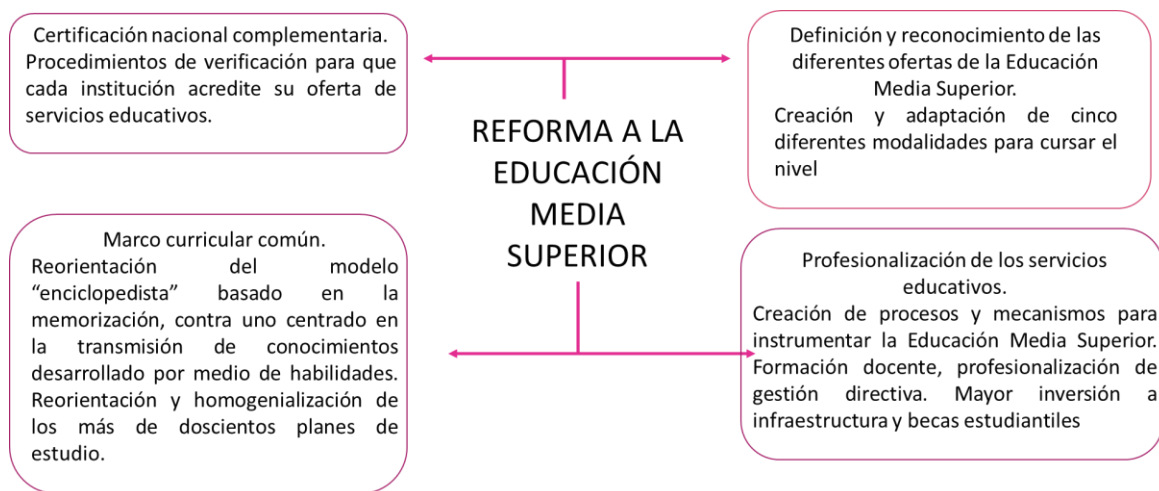 Certificación nacional complementaria.
Procedimientos de verificación para que
cada institución acredite su oferta de
servicios educativos.
Definición y reconocimiento de las
diferentes ofertas de la Educación
Media Superior.
Creación y adaptación de cinco
diferentes modalidades para cursar el
nivel
REFORMA A LA
EDUCACIÓN
MEDIA
SUPERIOR
Marco curricular común.
Reorientación del modelo
“enciclopedista” basado en la
memorización, contra uno centrado en
la transmisión de conocimientos
desarrollado por medio de habilidades.
Reorientación y homogenialización de
los más de doscientos planes de
estudio.
Profesionalización de los servicios
educativos.
Creación de procesos y mecanismos para
instrumentar la Educación Media Superior.
Formación docente, profesionalización de
gestión directiva. Mayor inversión a
infraestructura y becas estudiantiles